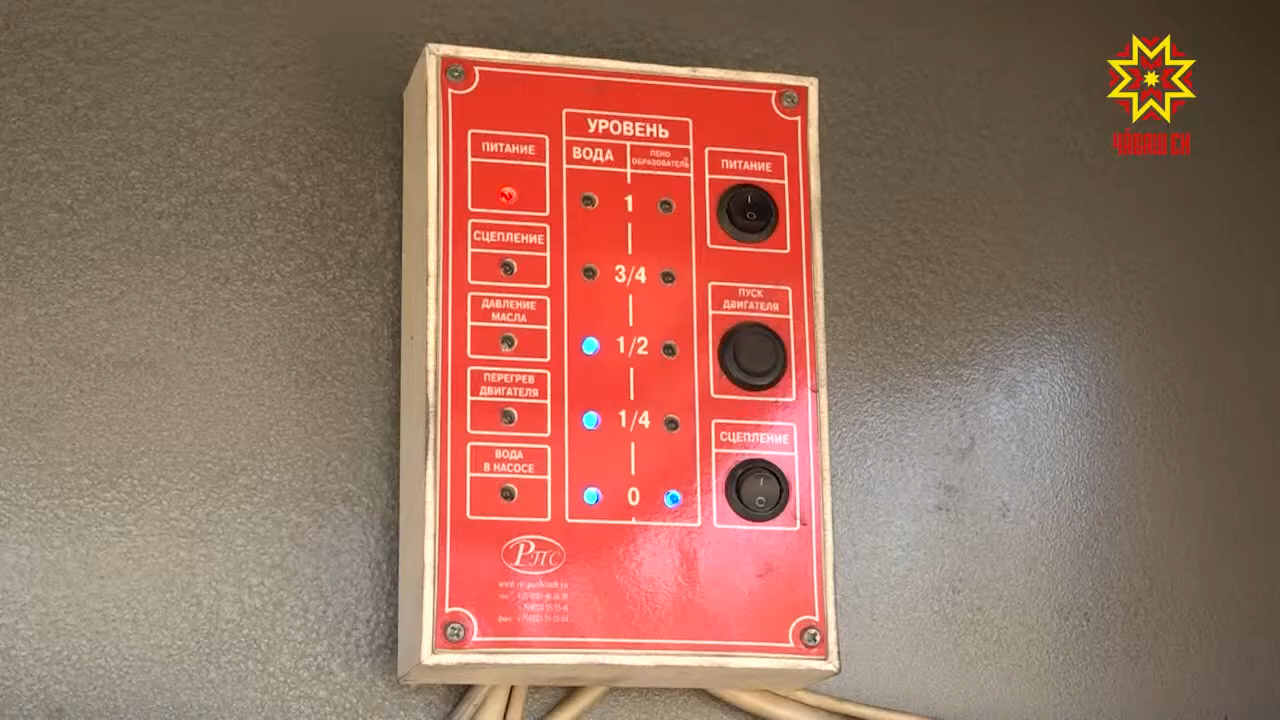 ЧӐВАШ ЕН
УРОВЕНЬ
ПИТАНИЕ
ВОДА
ПЕНО
ОБРАЗОВАТЕЛЬ
ПИТАНИЕ
1
СЦЕПЛЕНИЕ
3/4
ДАВЛЕНИЕ
МАСЛА
ПУСК
ДВИГАТЕЛЯ
1/2
ПЕРЕГРЕВ
ДВИГАТЕЛЯ
1/4
СЦЕПЛЕНИЕ
ВОДА
В НАСОСЕ
0
РПС